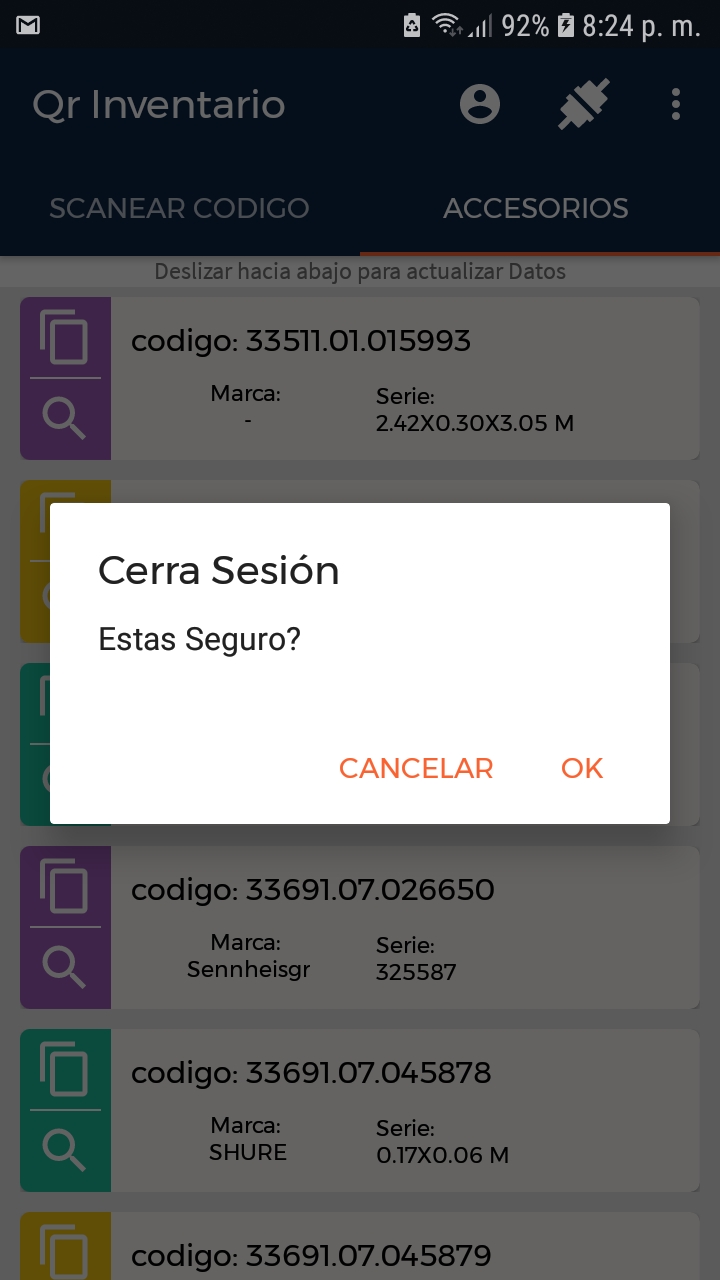 92% 8:24 p. m.
Qr Inventario
SCANEAR CODIGO ACCESORIOS
Deslizar hacia abajo para actualizar Datos
codigo: 33511.01.015993
Marca: Serie:
- 2.42X0.30X3.05 M
Cerra Sesión
Estas Seguro?
CANCELAR OK
codigo: 33691.07.026650
Marca: Serie:
Sennheisgr 325587
codigo: 33691.07.045878
Marca: Serie:
SHURE 0.17X0.06 M
codigo: 33691.07.045879